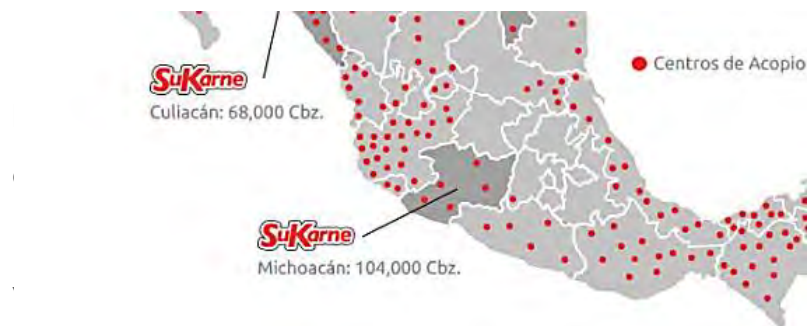 SuKarne
Culiacán: 68,000 Cbz.
Centros de Acopio
SuKarne
Michoacán: 104,000 Cbz.